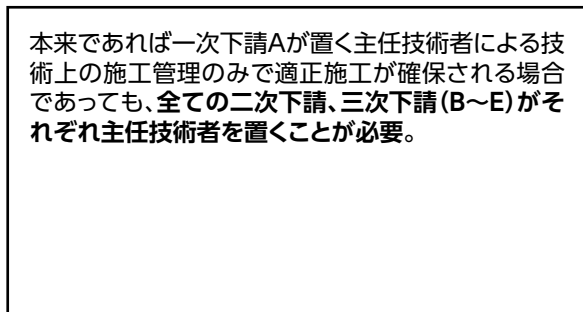 本来であれば一次下請Aが置く主任技術者による技
術上の施工管理のみで適正施工が確保される場合
であっても、全ての二次下請、三次下請(B～E)がそ
れぞれ主任技術者を置くことが必要。